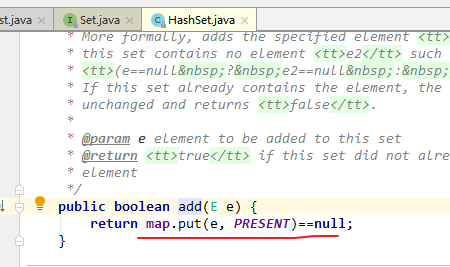 st.java Set.java HashSet.java
* More formally, adds the specified element <tt>
* this set contains no element <tt>e2</tt> such
* <tt>(e==null&nbsp;?&nbsp;e2==null&nbsp;:&nbsp;
* If this set already contains the element, the
* unchanged and returns <tt>false</tt>.
*
* @param e element to be added to this set
* @return <tt>true</tt> if this set did not alre
* element
*/
public boolean add(E e) {
return map.put(e, PRESENT)==null;
}